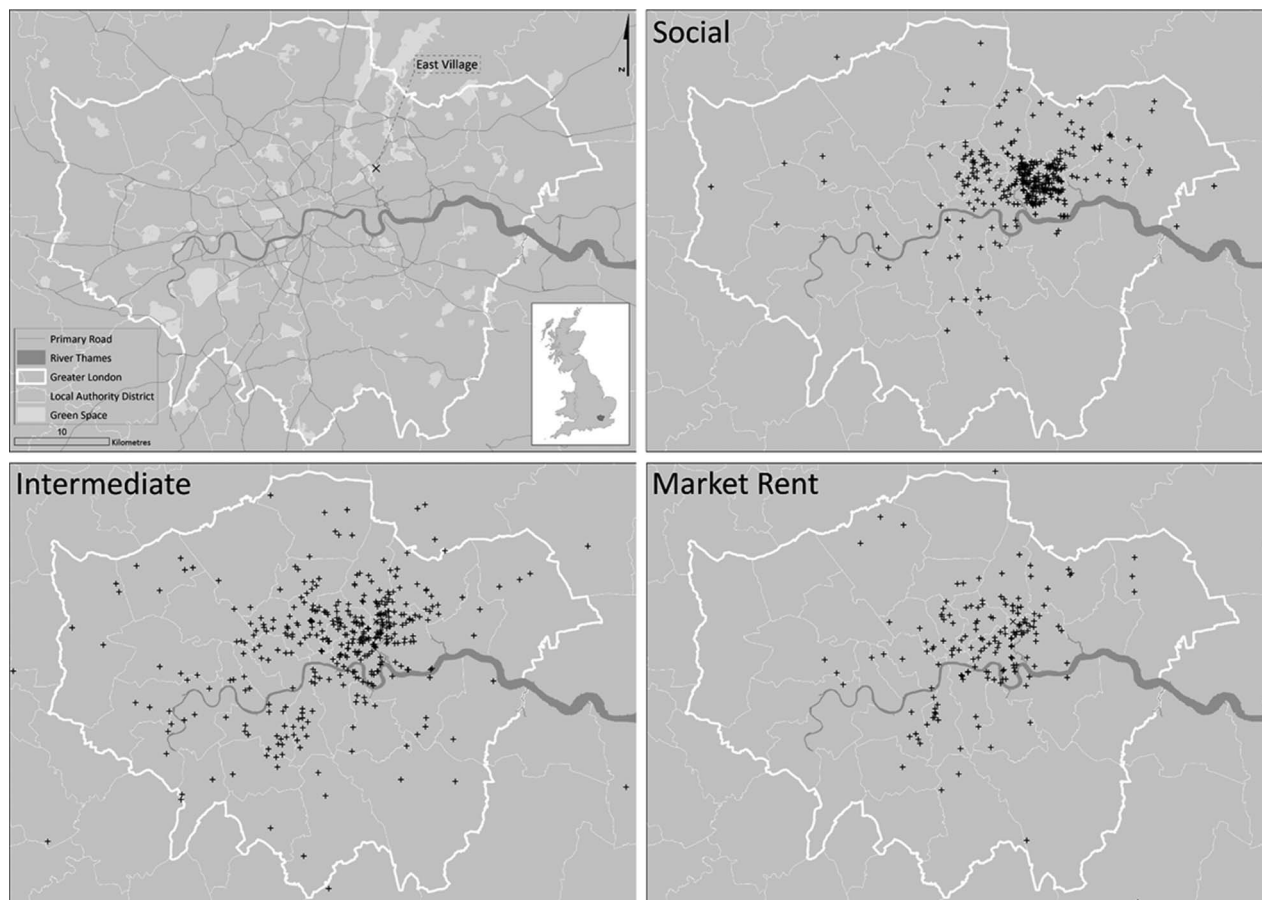 East Village
N
Primary Road
River Thames
Greater London
Local Authority District
Green Space
10
Kilometres
Social
Intermediate
Market Rent